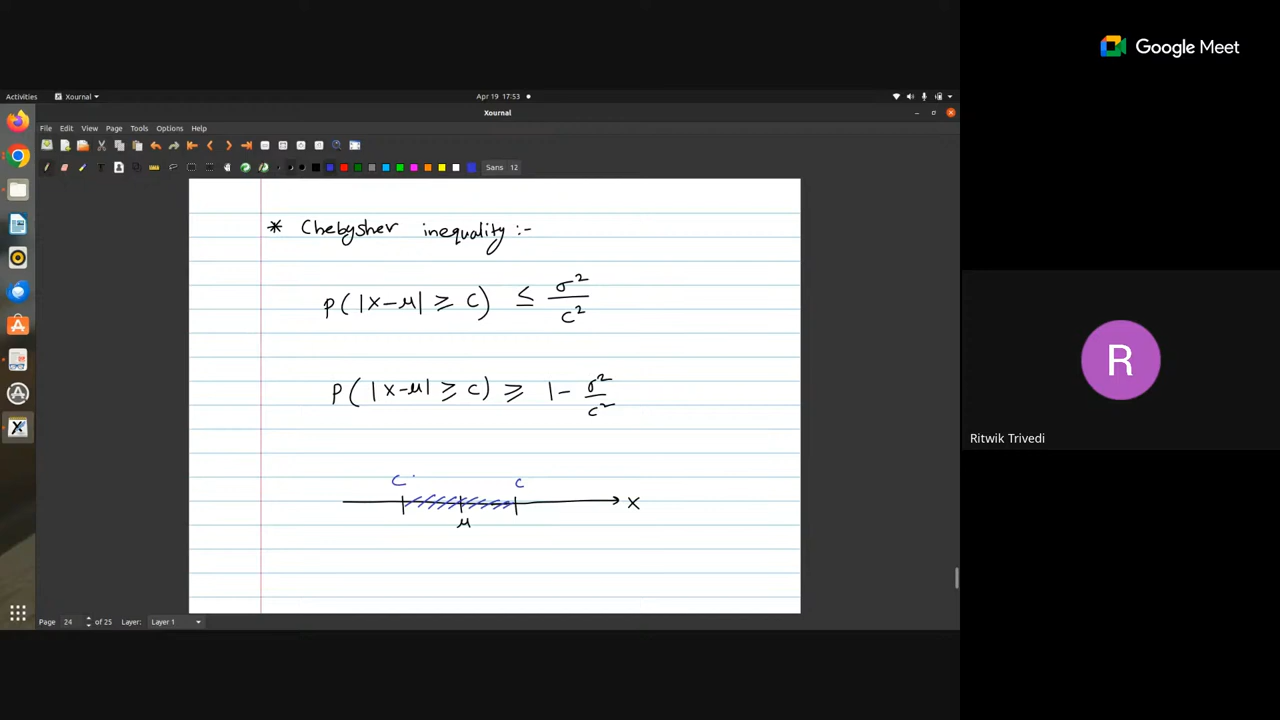 Google Meet
Activities Xournal Apr 19 17:53
Xournal
File Edit View Page Tools Options Help
Sans 12
* Chebysher inequality :-
P(|X-μ| ≥ C) ≤ σ²/c²
P(|X-μ| ≥ C) ≥ 1- σ²/c²
C c
X
μ
R
Ritwik Trivedi
Page 24 of 25 Layer: Layer 1